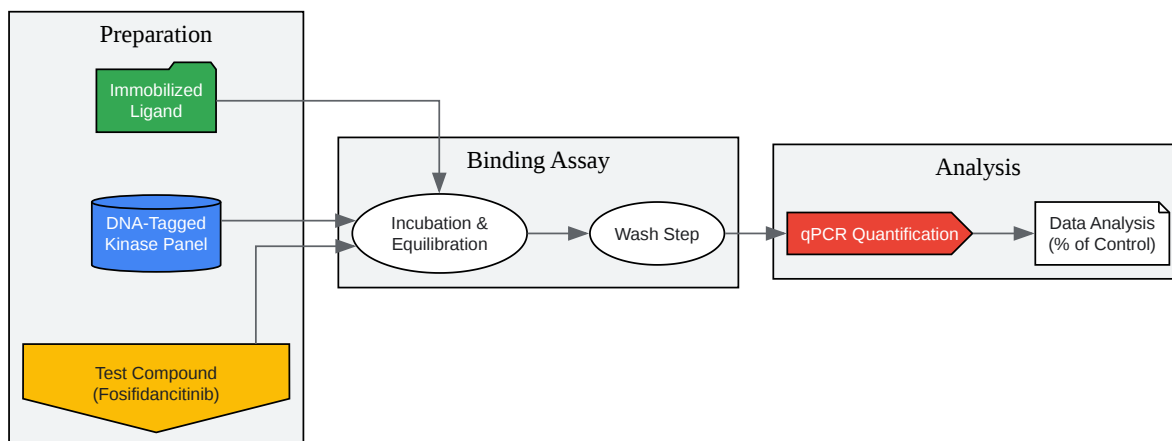 Preparation
Immobilized
Ligand
DNA-Tagged
Kinase Panel
Test Compound
(Fosifidancitinib)
Binding Assay
Incubation &
Equilibration
Wash Step
Analysis
qPCR Quantification
Data Analysis
(% of Control)